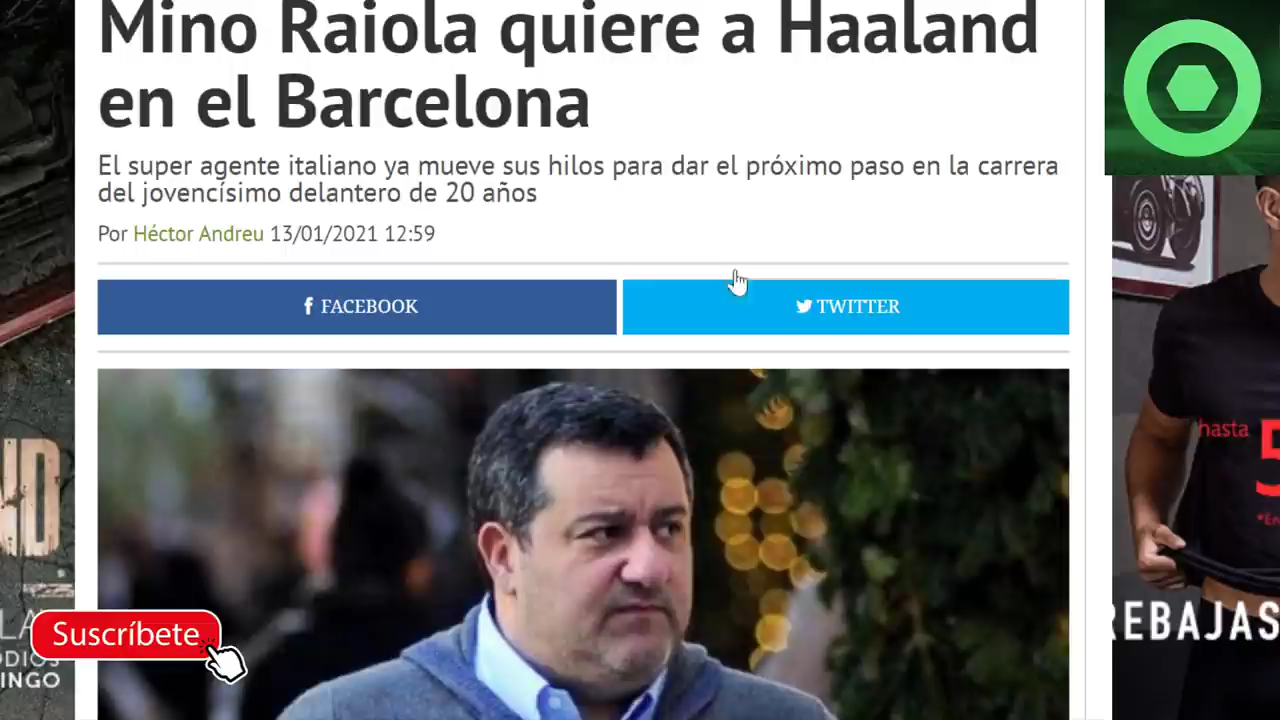 Mino Raiola quiere a Haaland
en el Barcelona
El super agente italiano ya mueve sus hilos para dar el próximo paso en la carrera
del jovencísimo delantero de 20 años
Por Héctor Andreu 13/01/2021 12:59
FACEBOOK
TWITTER
hasta
5
REBAJAS
Suscríbete